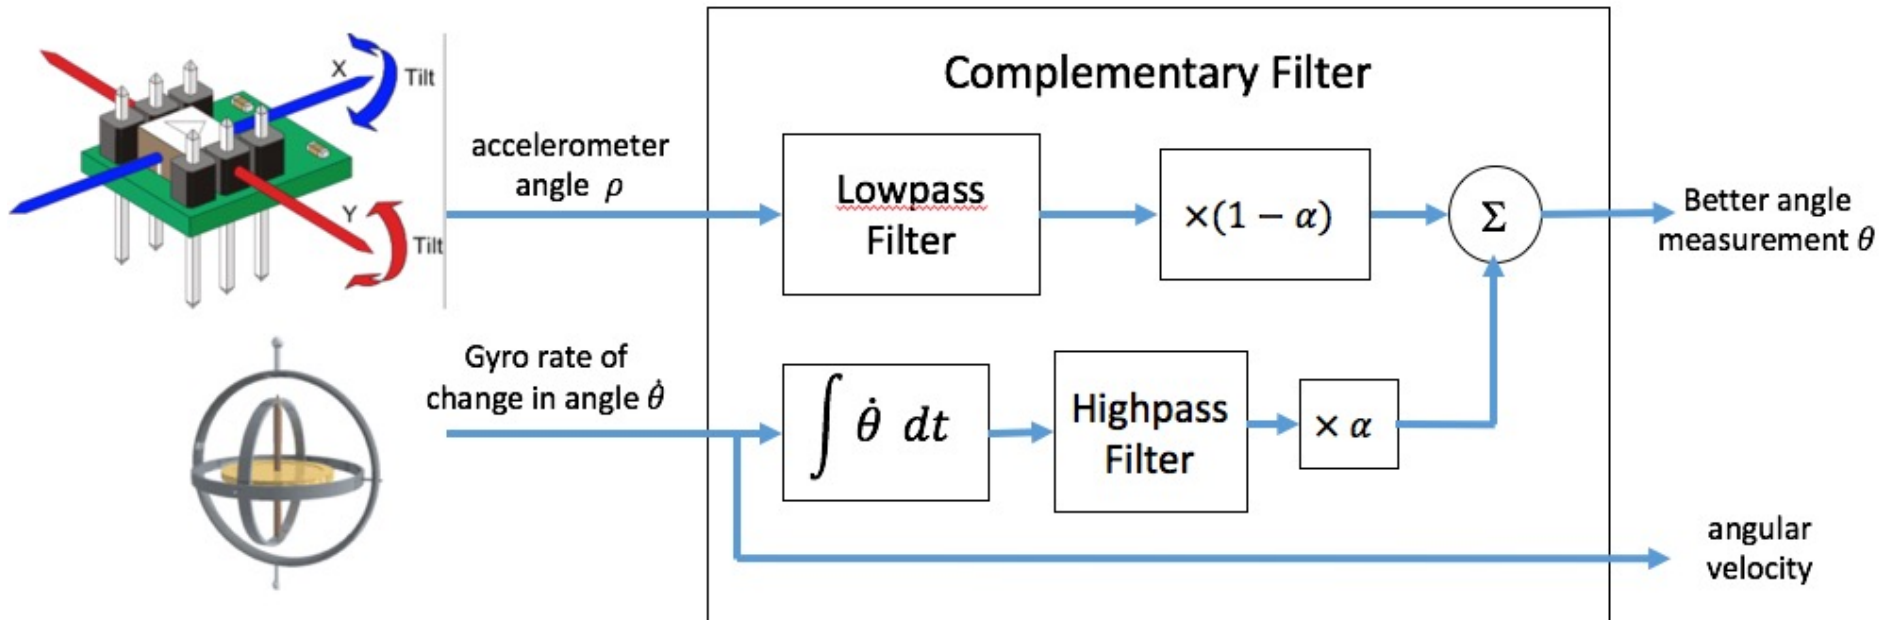 Complementary Filter
X
Tilt
Y
Tilt
accelerometer
angle ρ
Lowpass
Filter
×(1 − α)
Σ
Better angle
measurement θ
Gyro rate of
change in angle θ̇
∫ θ̇ dt
Highpass
Filter
× α
angular
velocity